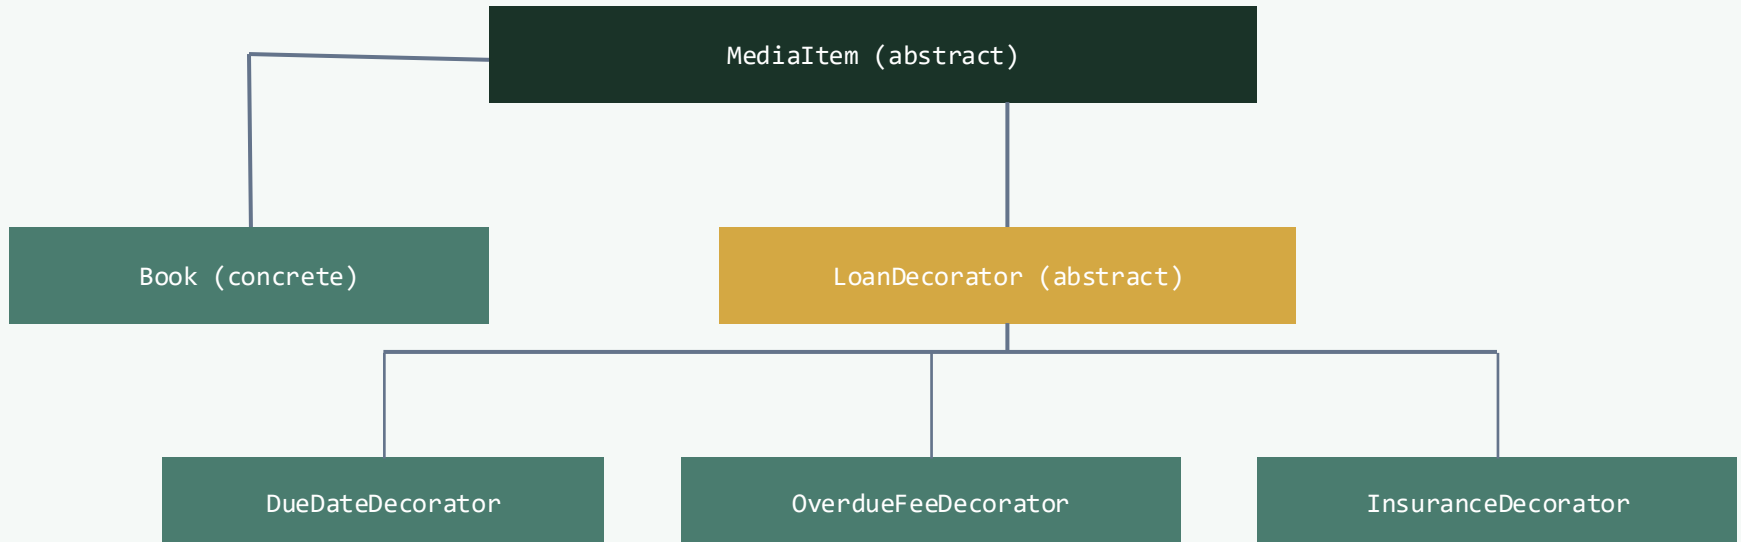 MediaItem (abstract)
Book (concrete)
LoanDecorator (abstract)
DueDateDecorator
OverdueFeeDecorator
InsuranceDecorator